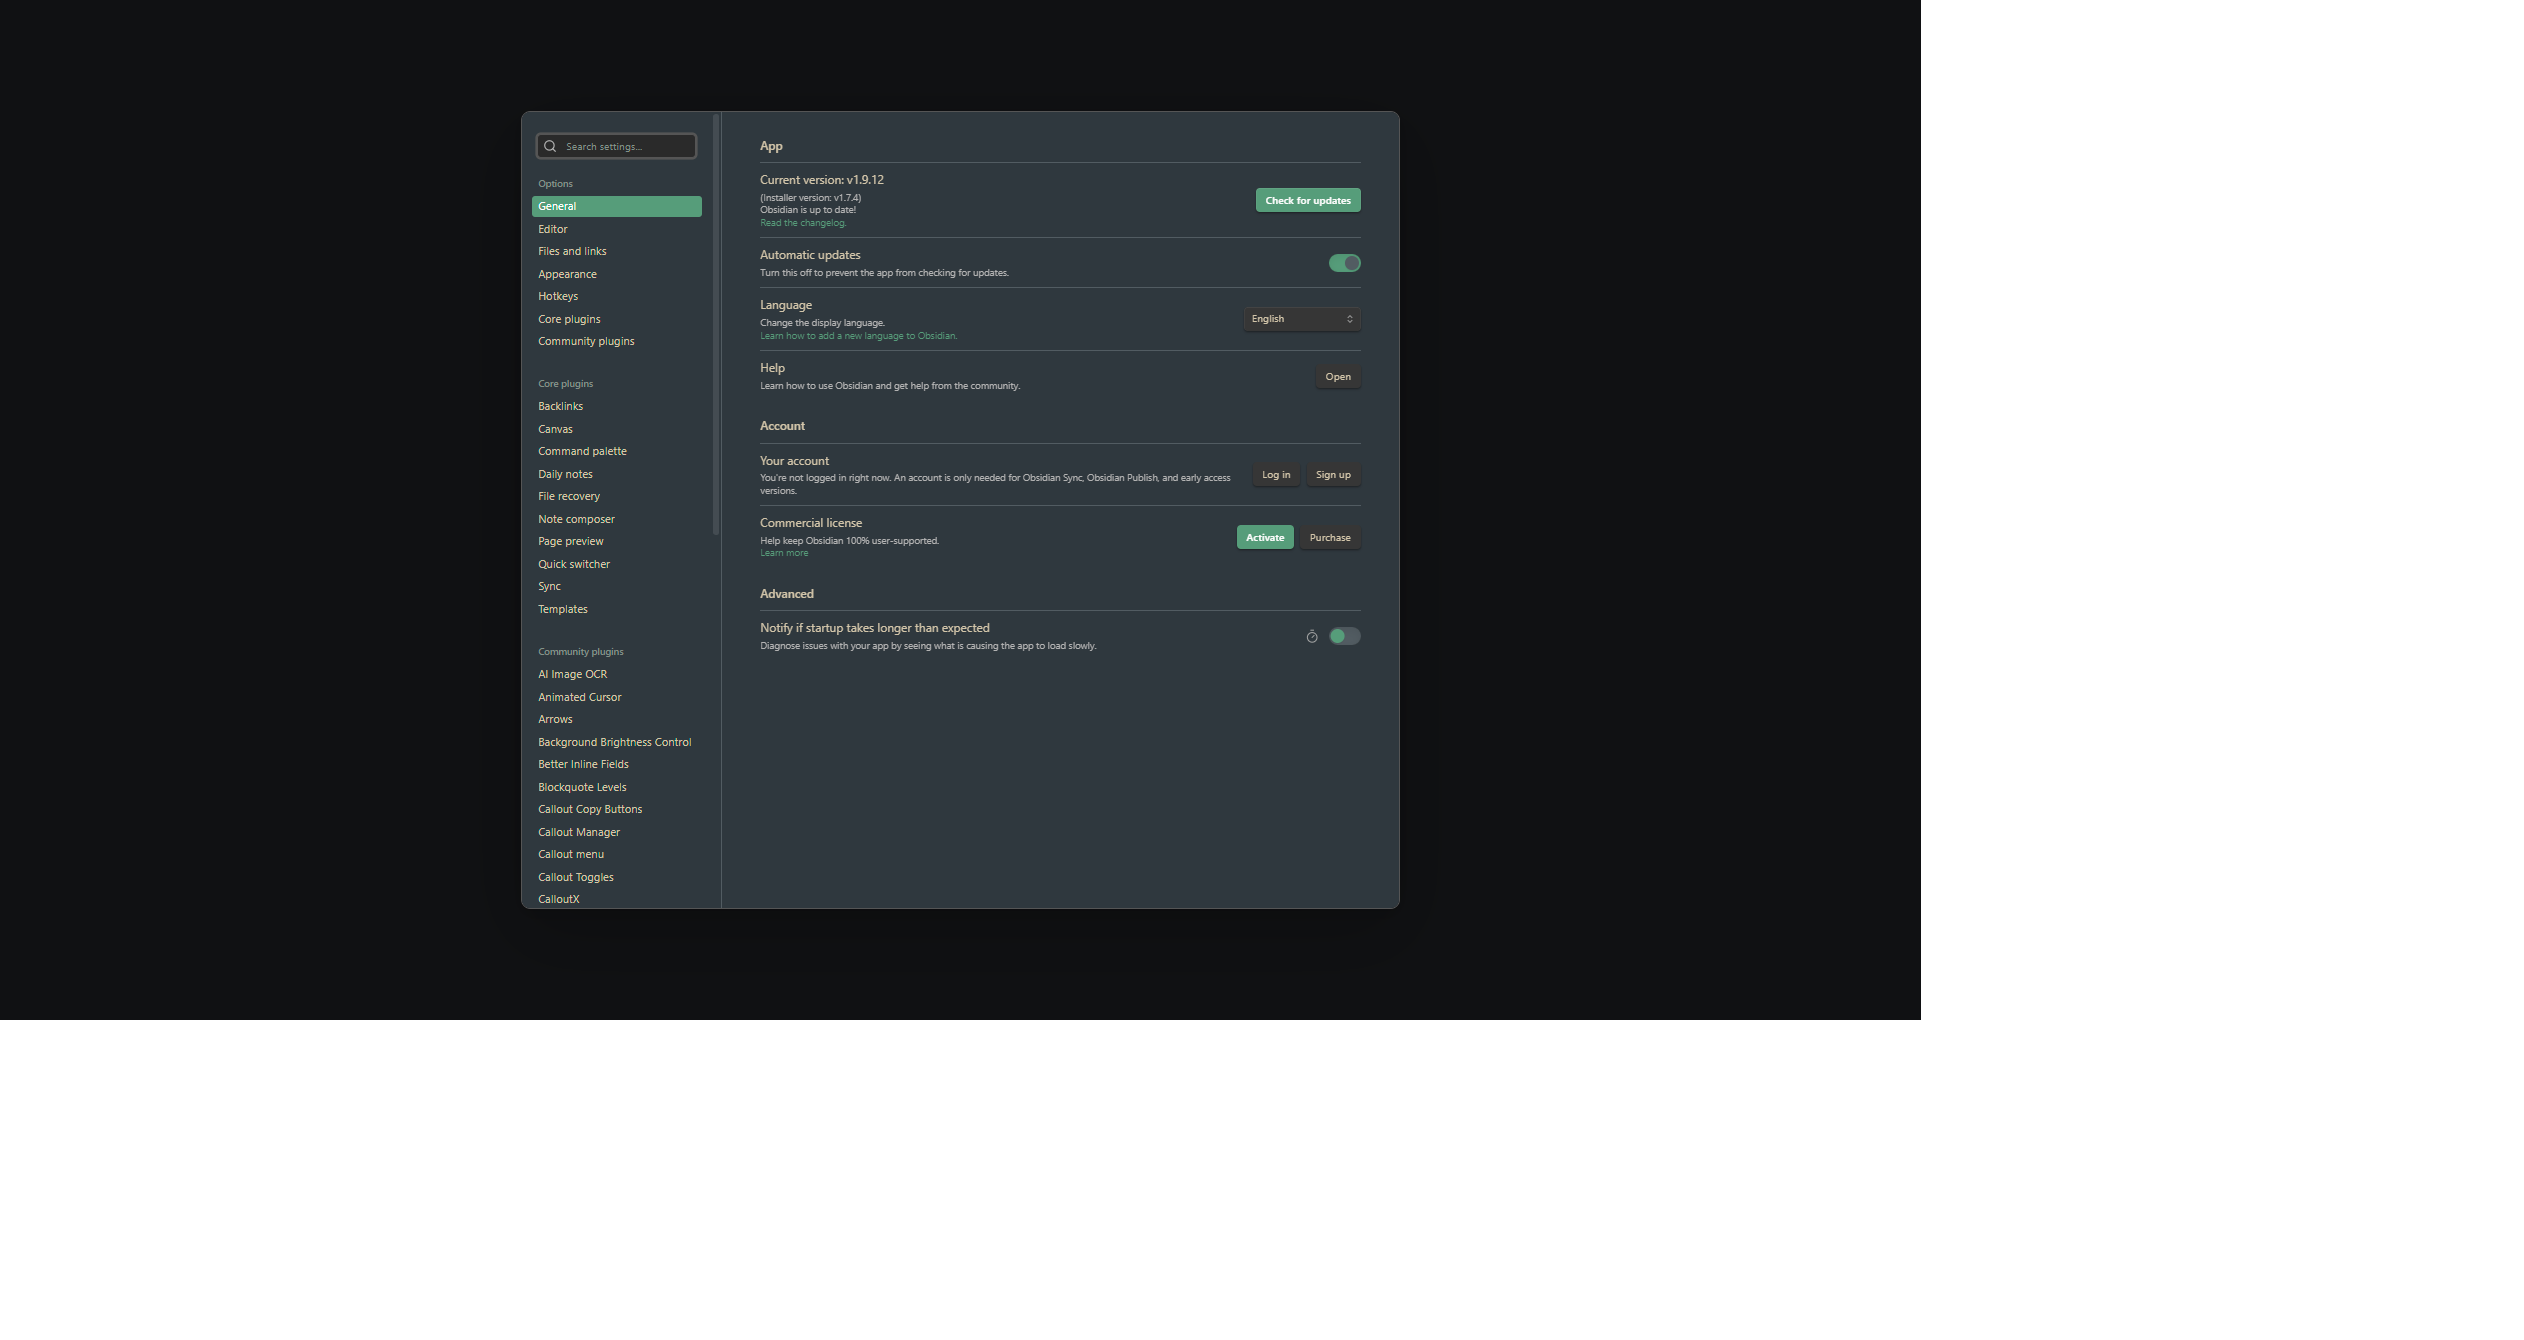 Search settings...
Options
General
Editor
Files and links
Appearance
Hotkeys
Core plugins
Community plugins
Core plugins
Backlinks
Canvas
Command palette
Daily notes
File recovery
Note composer
Page preview
Quick switcher
Sync
Templates
Community plugins
AI Image OCR
Animated Cursor
Arrows
Background Brightness Control
Better Inline Fields
Blockquote Levels
Callout Copy Buttons
Callout Manager
Callout menu
Callout Toggles
CalloutX
App
Current version: v1.9.12
(Installer version: v1.7.4)
Obsidian is up to date!
Read the changelog.
Check for updates
Automatic updates
Turn this off to prevent the app from checking for updates.
Language
Change the display language.
Learn how to add a new language to Obsidian.
English
Help
Learn how to use Obsidian and get help from the community.
Open
Account
Your account
You're not logged in right now. An account is only needed for Obsidian Sync, Obsidian Publish, and early access
versions.
Log in
Sign up
Commercial license
Help keep Obsidian 100% user-supported.
Learn more
Activate
Purchase
Advanced
Notify if startup takes longer than expected
Diagnose issues with your app by seeing what is causing the app to load slowly.